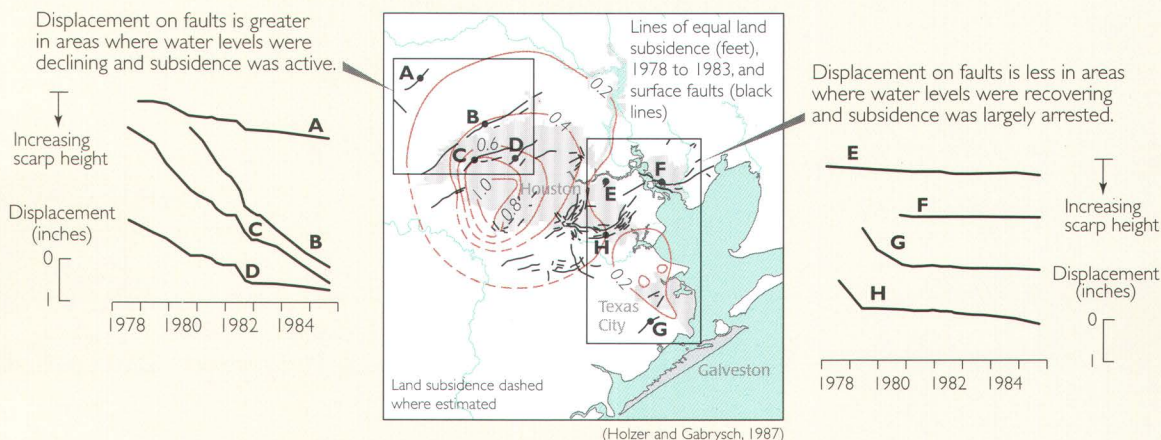 Displacement on faults is greater
in areas where water levels were
declining and subsidence was active.
Increasing
scarp height
Displacement
(inches)
0
1
A
B
C
D
1978 1980 1982 1984
Lines of equal land
subsidence (feet),
1978 to 1983, and
surface faults (black
lines)
A
B
C
D
E
F
H
G
0.2
0.4
0.6
1.0
0.8
0.2
0
0
Houston
Texas
City
Galveston
Land subsidence dashed
where estimated
(Holzer and Gabrysch, 1987)
Displacement on faults is less in areas
where water levels were recovering
and subsidence was largely arrested.
E
F
G
H
Increasing
scarp height
Displacement
(inches)
0
1
1978 1980 1982 1984